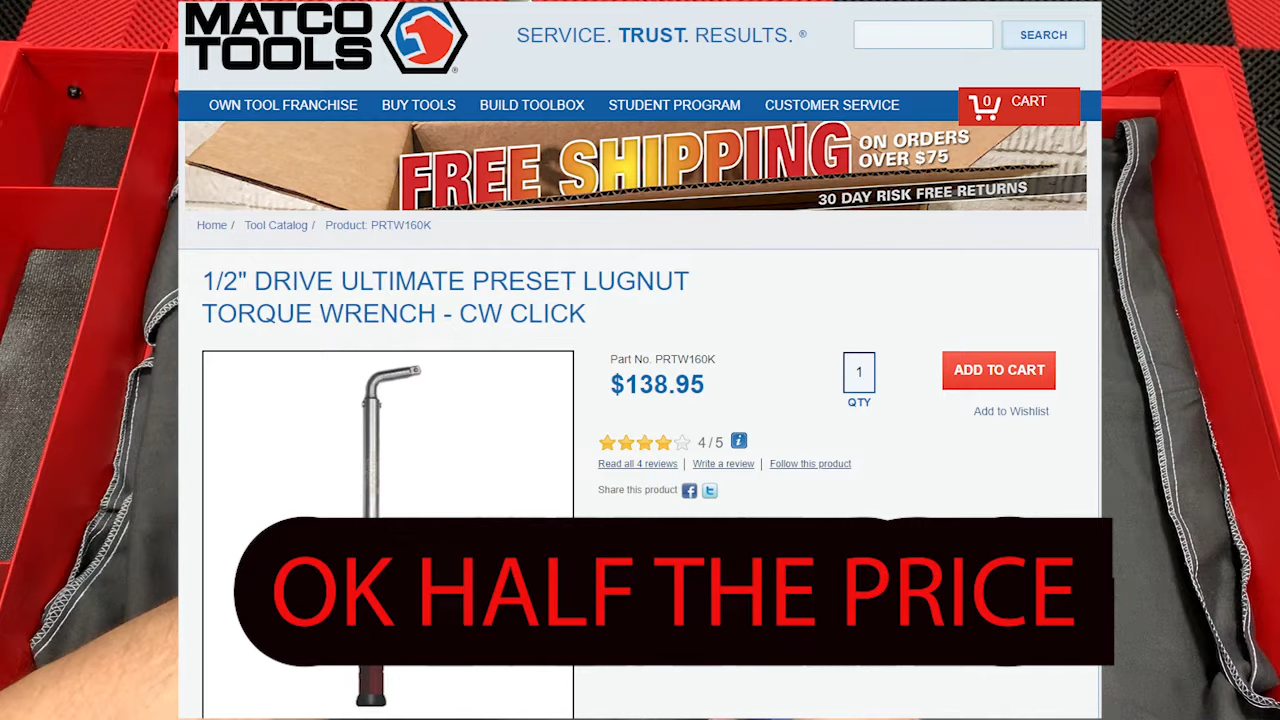 MATCO
TOOLS
SERVICE. TRUST. RESULTS. ®
SEARCH
OWN TOOL FRANCHISE BUY TOOLS BUILD TOOLBOX STUDENT PROGRAM CUSTOMER SERVICE
0 CART
FREE SHIPPING ON ORDERS
OVER $75
30 DAY RISK FREE RETURNS
Home / Tool Catalog / Product: PRTW160K
1/2" DRIVE ULTIMATE PRESET LUGNUT
TORQUE WRENCH - CW CLICK
Part No. PRTW160K
$138.95
1
QTY
ADD TO CART
Add to Wishlist
4 / 5 i
Read all 4 reviews | Write a review | Follow this product
Share this product f t
OK HALF THE PRICE